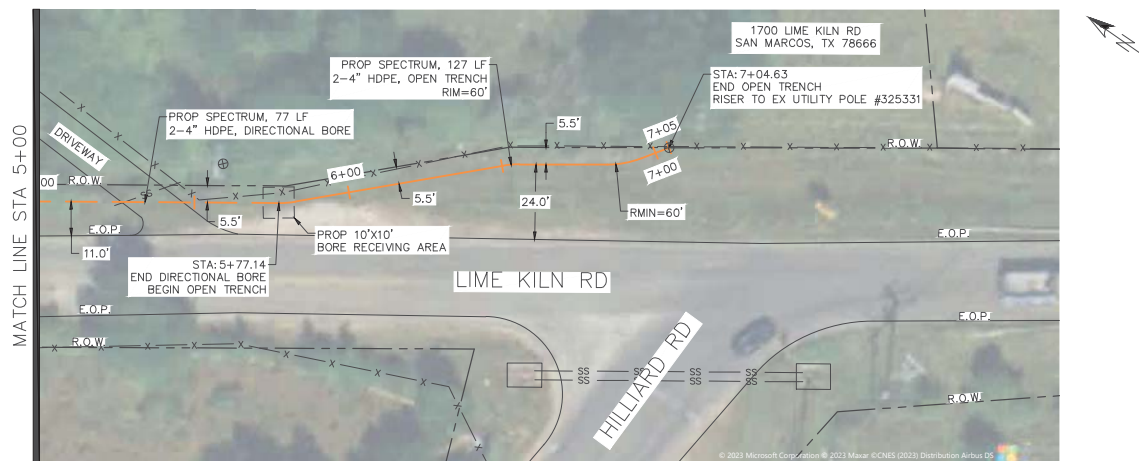 MATCH LINE STA 5+00
1700 LIME KILN RD
SAN MARCOS, TX 78666
N
PROP SPECTRUM, 127 LF
2-4" HDPE, OPEN TRENCH
RIM=60'
STA: 7+04.63
END OPEN TRENCH
RISER TO EX UTILITY POLE #325331
PROP SPECTRUM, 77 LF
2-4" HDPE, DIRECTIONAL BORE
DRIVEWAY
5.5'
7+05
R.O.W.
6+00
7+00
00
R.O.W.
5.5'
24.0'
RMIN=60'
5.5'
PROP 10'X10'
BORE RECEIVING AREA
E.O.P.
E.O.P.
11.0'
STA: 5+77.14
END DIRECTIONAL BORE
BEGIN OPEN TRENCH
LIME KILN RD
E.O.P.
E.O.P.
R.O.W.
HILLIARD RD
SS SS SS SS SS
SS SS SS SS SS
R.O.W.
© 2023 Microsoft Corporation © 2023 Maxar ©CNES (2023) Distribution Airbus DS